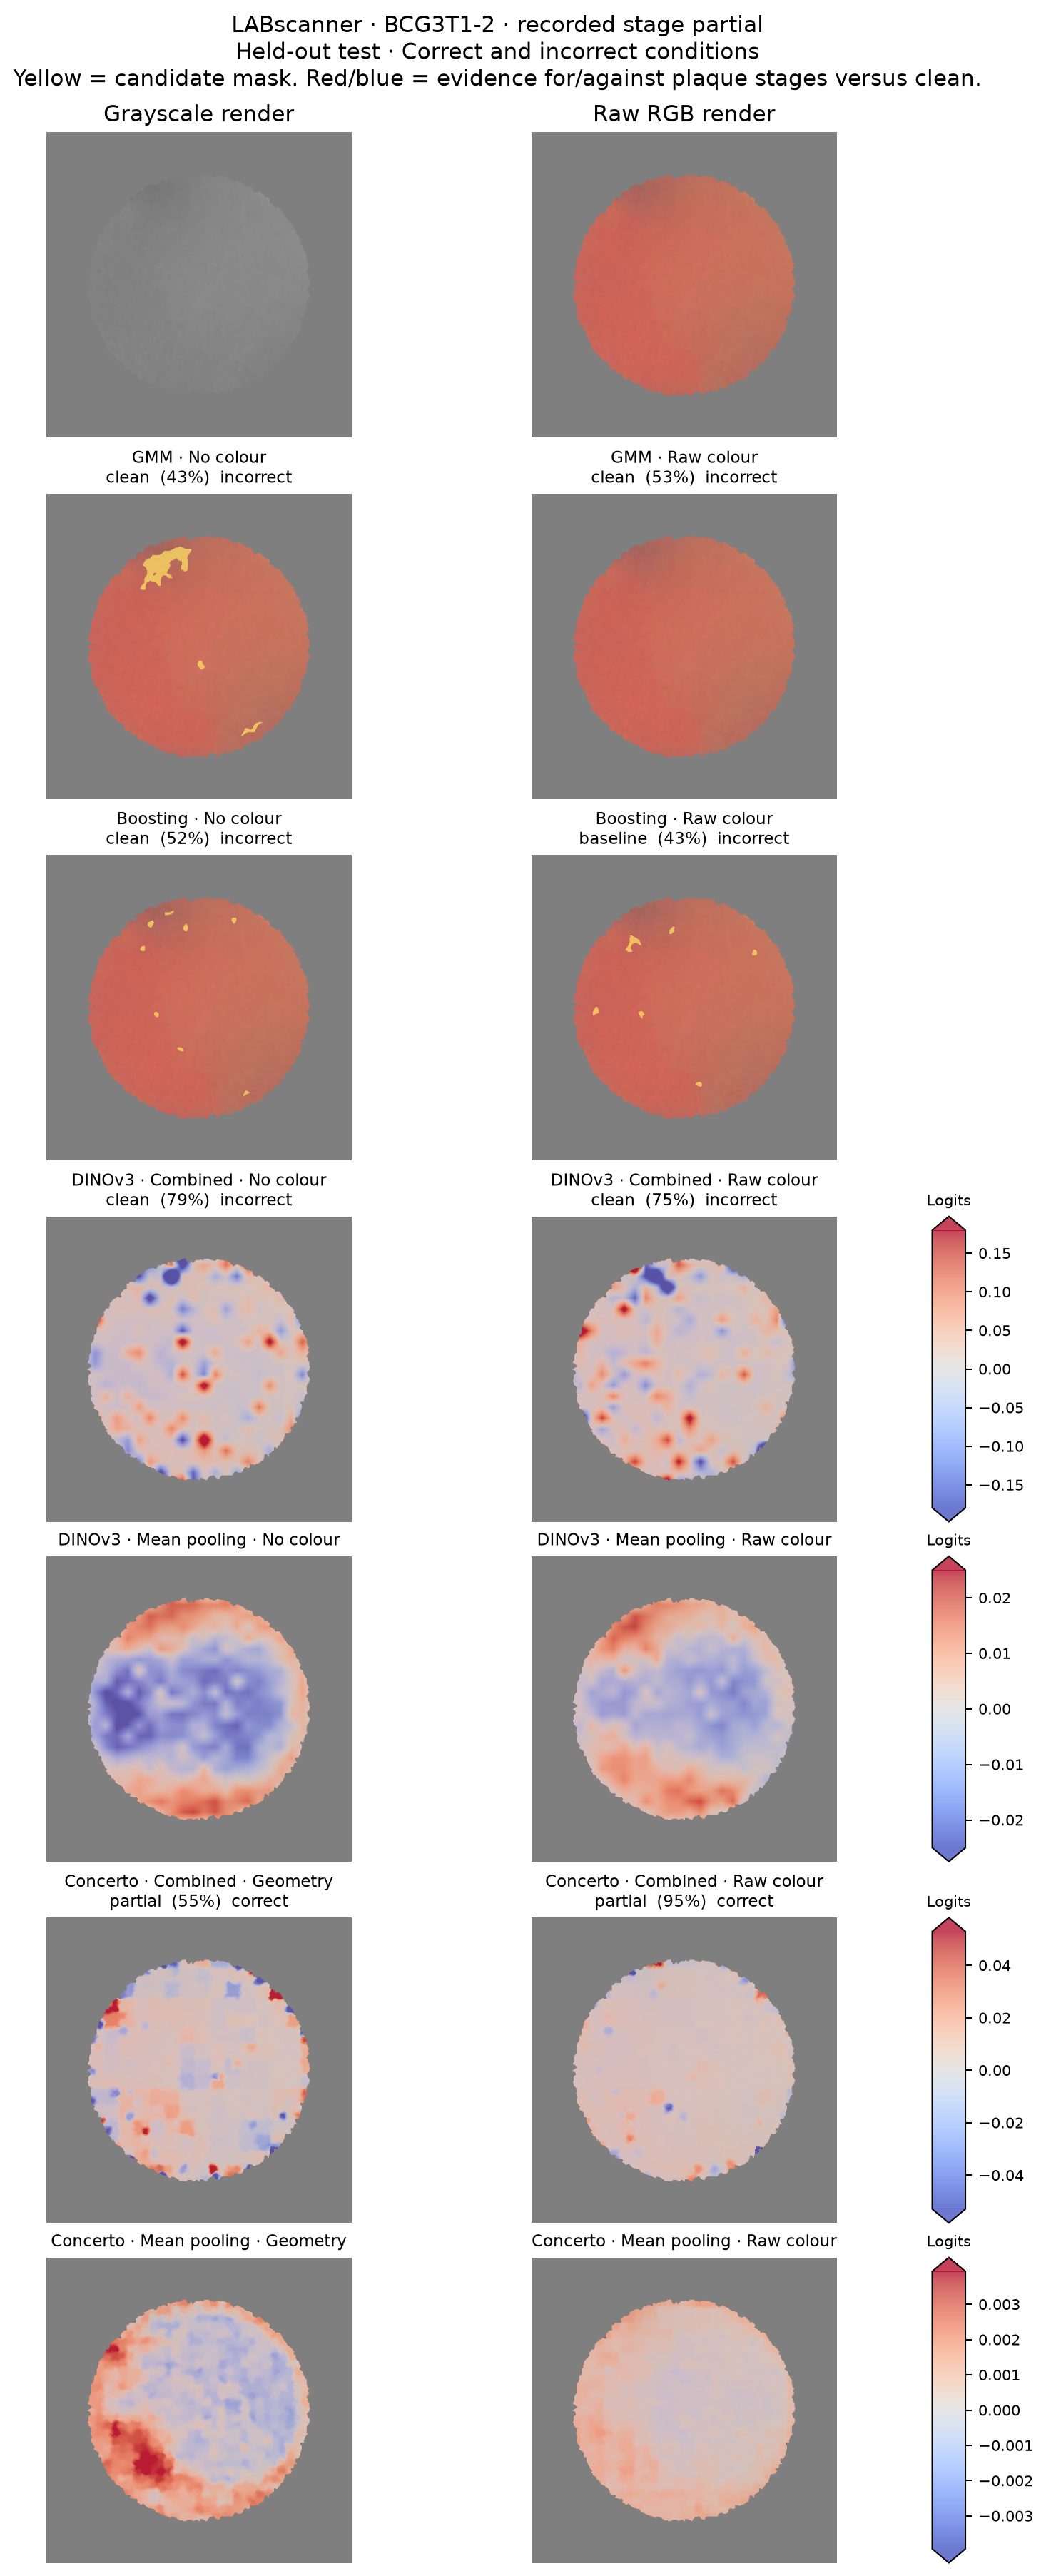 LABscanner · BCG3T1-2 · recorded stage partial
Held-out test · Correct and incorrect conditions
Yellow = candidate mask. Red/blue = evidence for/against plaque stages versus clean.
Grayscale render
Raw RGB render
GMM · No colour
clean (43%) incorrect
GMM · Raw colour
clean (53%) incorrect
Boosting · No colour
clean (52%) incorrect
Boosting · Raw colour
baseline (43%) incorrect
DINOv3 · Combined · No colour
clean (79%) incorrect
DINOv3 · Combined · Raw colour
clean (75%) incorrect
Logits
0.15
0.10
0.05
0.00
−0.05
−0.10
−0.15
DINOv3 · Mean pooling · No colour
DINOv3 · Mean pooling · Raw colour
Logits
0.02
0.01
0.00
−0.01
−0.02
Concerto · Combined · Geometry
partial (55%) correct
Concerto · Combined · Raw colour
partial (95%) correct
Logits
0.04
0.02
0.00
−0.02
−0.04
Concerto · Mean pooling · Geometry
Concerto · Mean pooling · Raw colour
Logits
0.003
0.002
0.001
0.000
−0.001
−0.002
−0.003